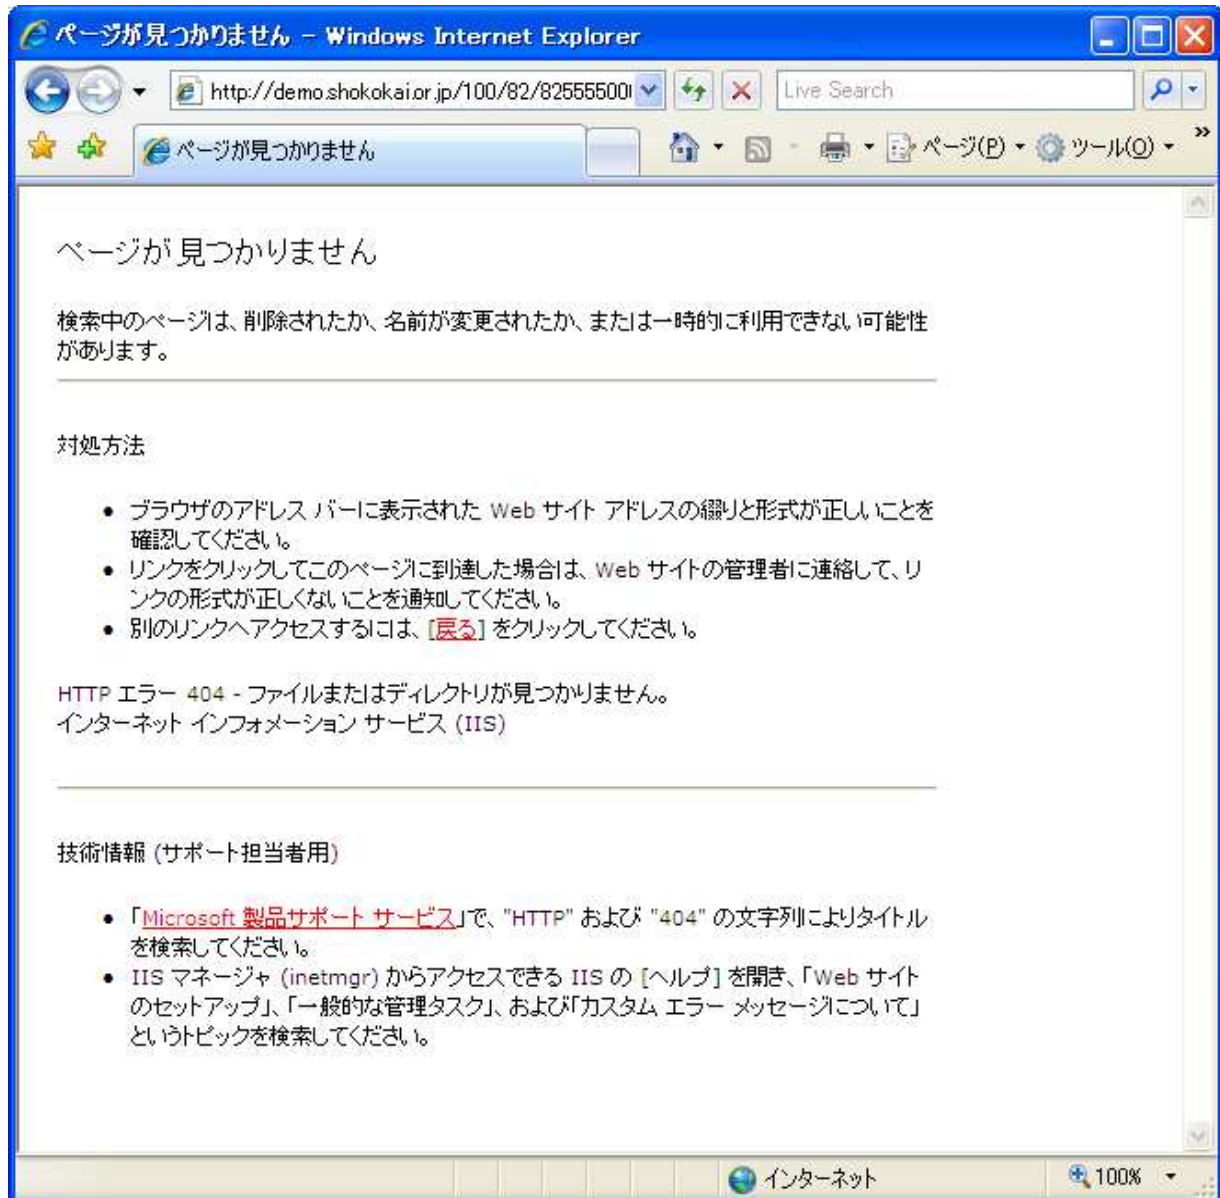 ページが見つかりません - Windows Internet Explorer
http://demo.shokokai.or.jp/100/82/82555500
Live Search
ページが見つかりません
ページ(P)
ツール(O)
ページが見つかりません
検索中のページは、削除されたか、名前が変更されたか、または一時的に利用できない可能性
があります。
対処方法
ブラウザのアドレス バーに表示された Web サイト アドレスの綴りと形式が正しいことを
確認してください。
リンクをクリックしてこのページに到達した場合は、Web サイトの管理者に連絡して、リ
ンクの形式が正しくないことを通知してください。
別のリンクへアクセスするには、[戻る] をクリックしてください。
HTTP エラー 404 - ファイルまたはディレクトリが見つかりません。
インターネット インフォメーション サービス (IIS)
技術情報 (サポート担当者用)
「Microsoft 製品サポート サービス」で、"HTTP" および "404" の文字列によりタイトル
を検索してください。
IIS マネージャ (inetmgr) からアクセスできる IIS の [ヘルプ] を開き、「Web サイト
のセットアップ」、「一般的な管理タスク」、および「カスタム エラー メッセージについて」
というトピックを検索してください。
インターネット
100%